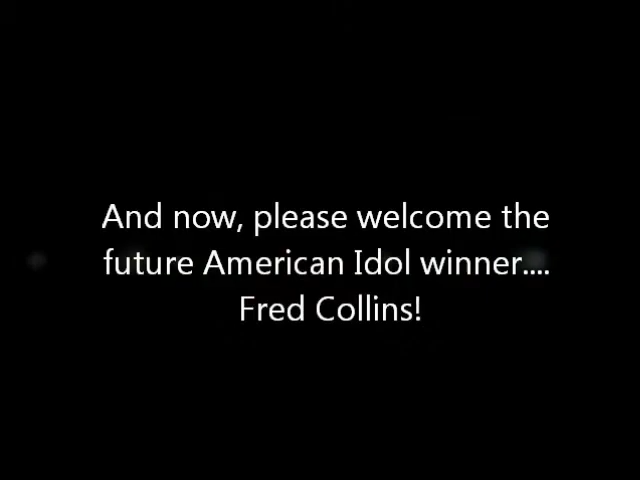 And now, please welcome the
future American Idol winner....
Fred Collins!